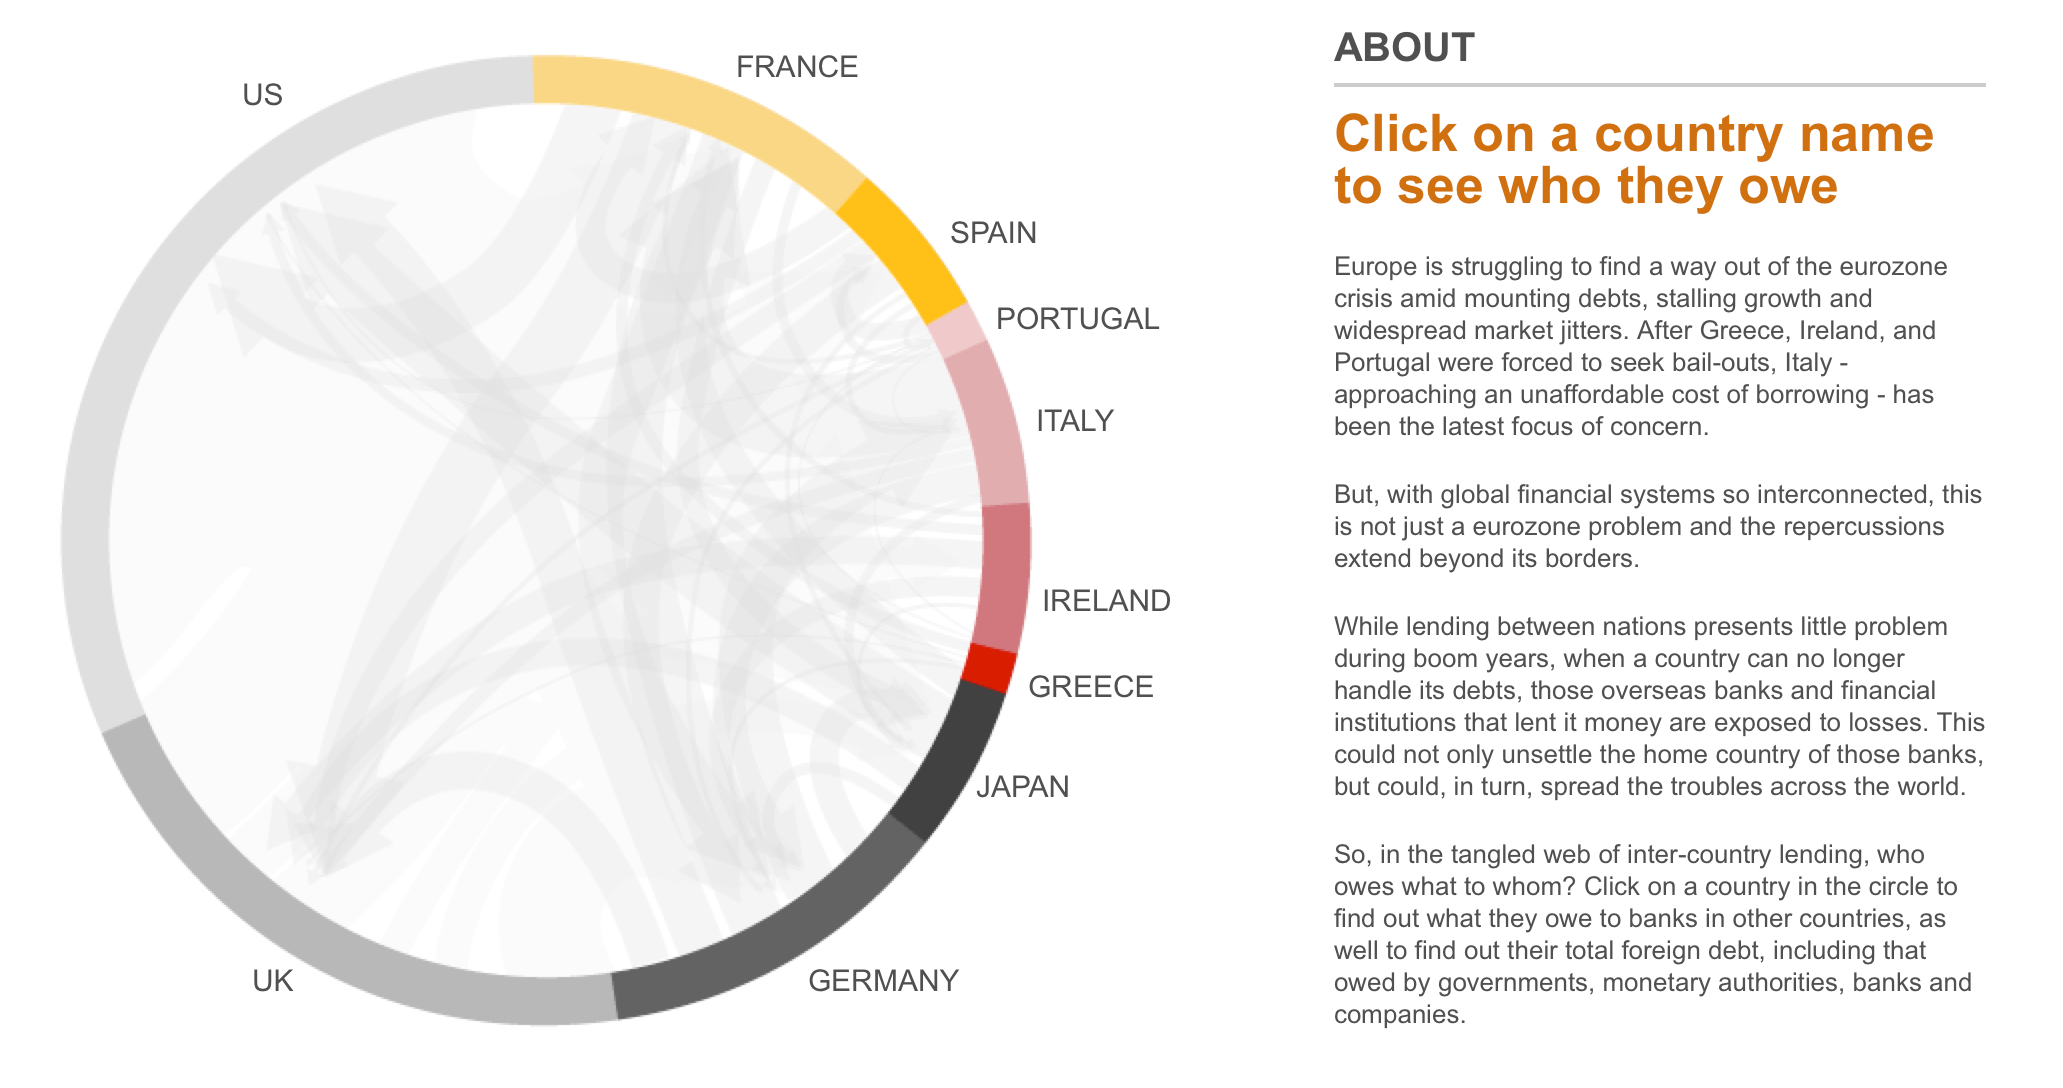 US
FRANCE
SPAIN
PORTUGAL
ITALY
IRELAND
GREECE
JAPAN
GERMANY
UK
ABOUT
Click on a country name
to see who they owe
Europe is struggling to find a way out of the eurozone
crisis amid mounting debts, stalling growth and
widespread market jitters. After Greece, Ireland, and
Portugal were forced to seek bail-outs, Italy -
approaching an unaffordable cost of borrowing - has
been the latest focus of concern.
But, with global financial systems so interconnected, this
is not just a eurozone problem and the repercussions
extend beyond its borders.
While lending between nations presents little problem
during boom years, when a country can no longer
handle its debts, those overseas banks and financial
institutions that lent it money are exposed to losses. This
could not only unsettle the home country of those banks,
but could, in turn, spread the troubles across the world.
So, in the tangled web of inter-country lending, who
owes what to whom? Click on a country in the circle to
find out what they owe to banks in other countries, as
well to find out their total foreign debt, including that
owed by governments, monetary authorities, banks and
companies.